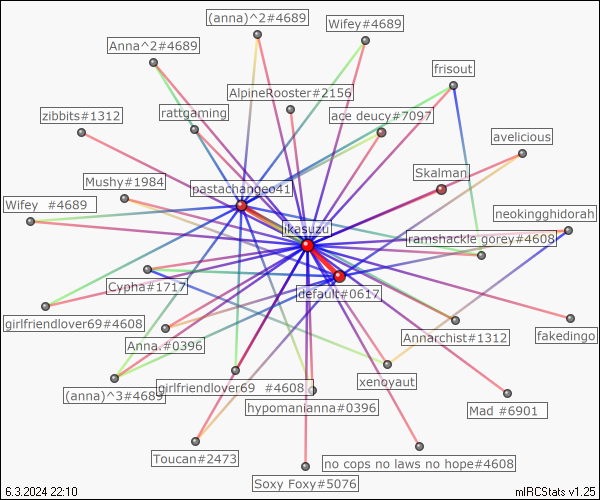 (anna)^2#4689
Wifey#4689
Anna^2#4689
frisout
AlpineRooster#2156
zibbits#1312
rattgaming
ace deucy#7097
avelicious
Skalman
Mushy#1984
pastachangeo41
Wifey #4689
neokingghidorah
likasuzu
ramshackle gorey#4608
Cypha#1717
default#0617
girlfriendlover69#4608
Annarchist#1312
fakedingo
Anna.#0396
xenoyaut
(anna)^3#4689
girlfriendlover69 #4608
hypomanianna#0396
Mad #6901
Toucan#2473
no cops no laws no hope#4608
Soxy Foxy#5076
6.3.2024 22:10
mIRCStats v1.25